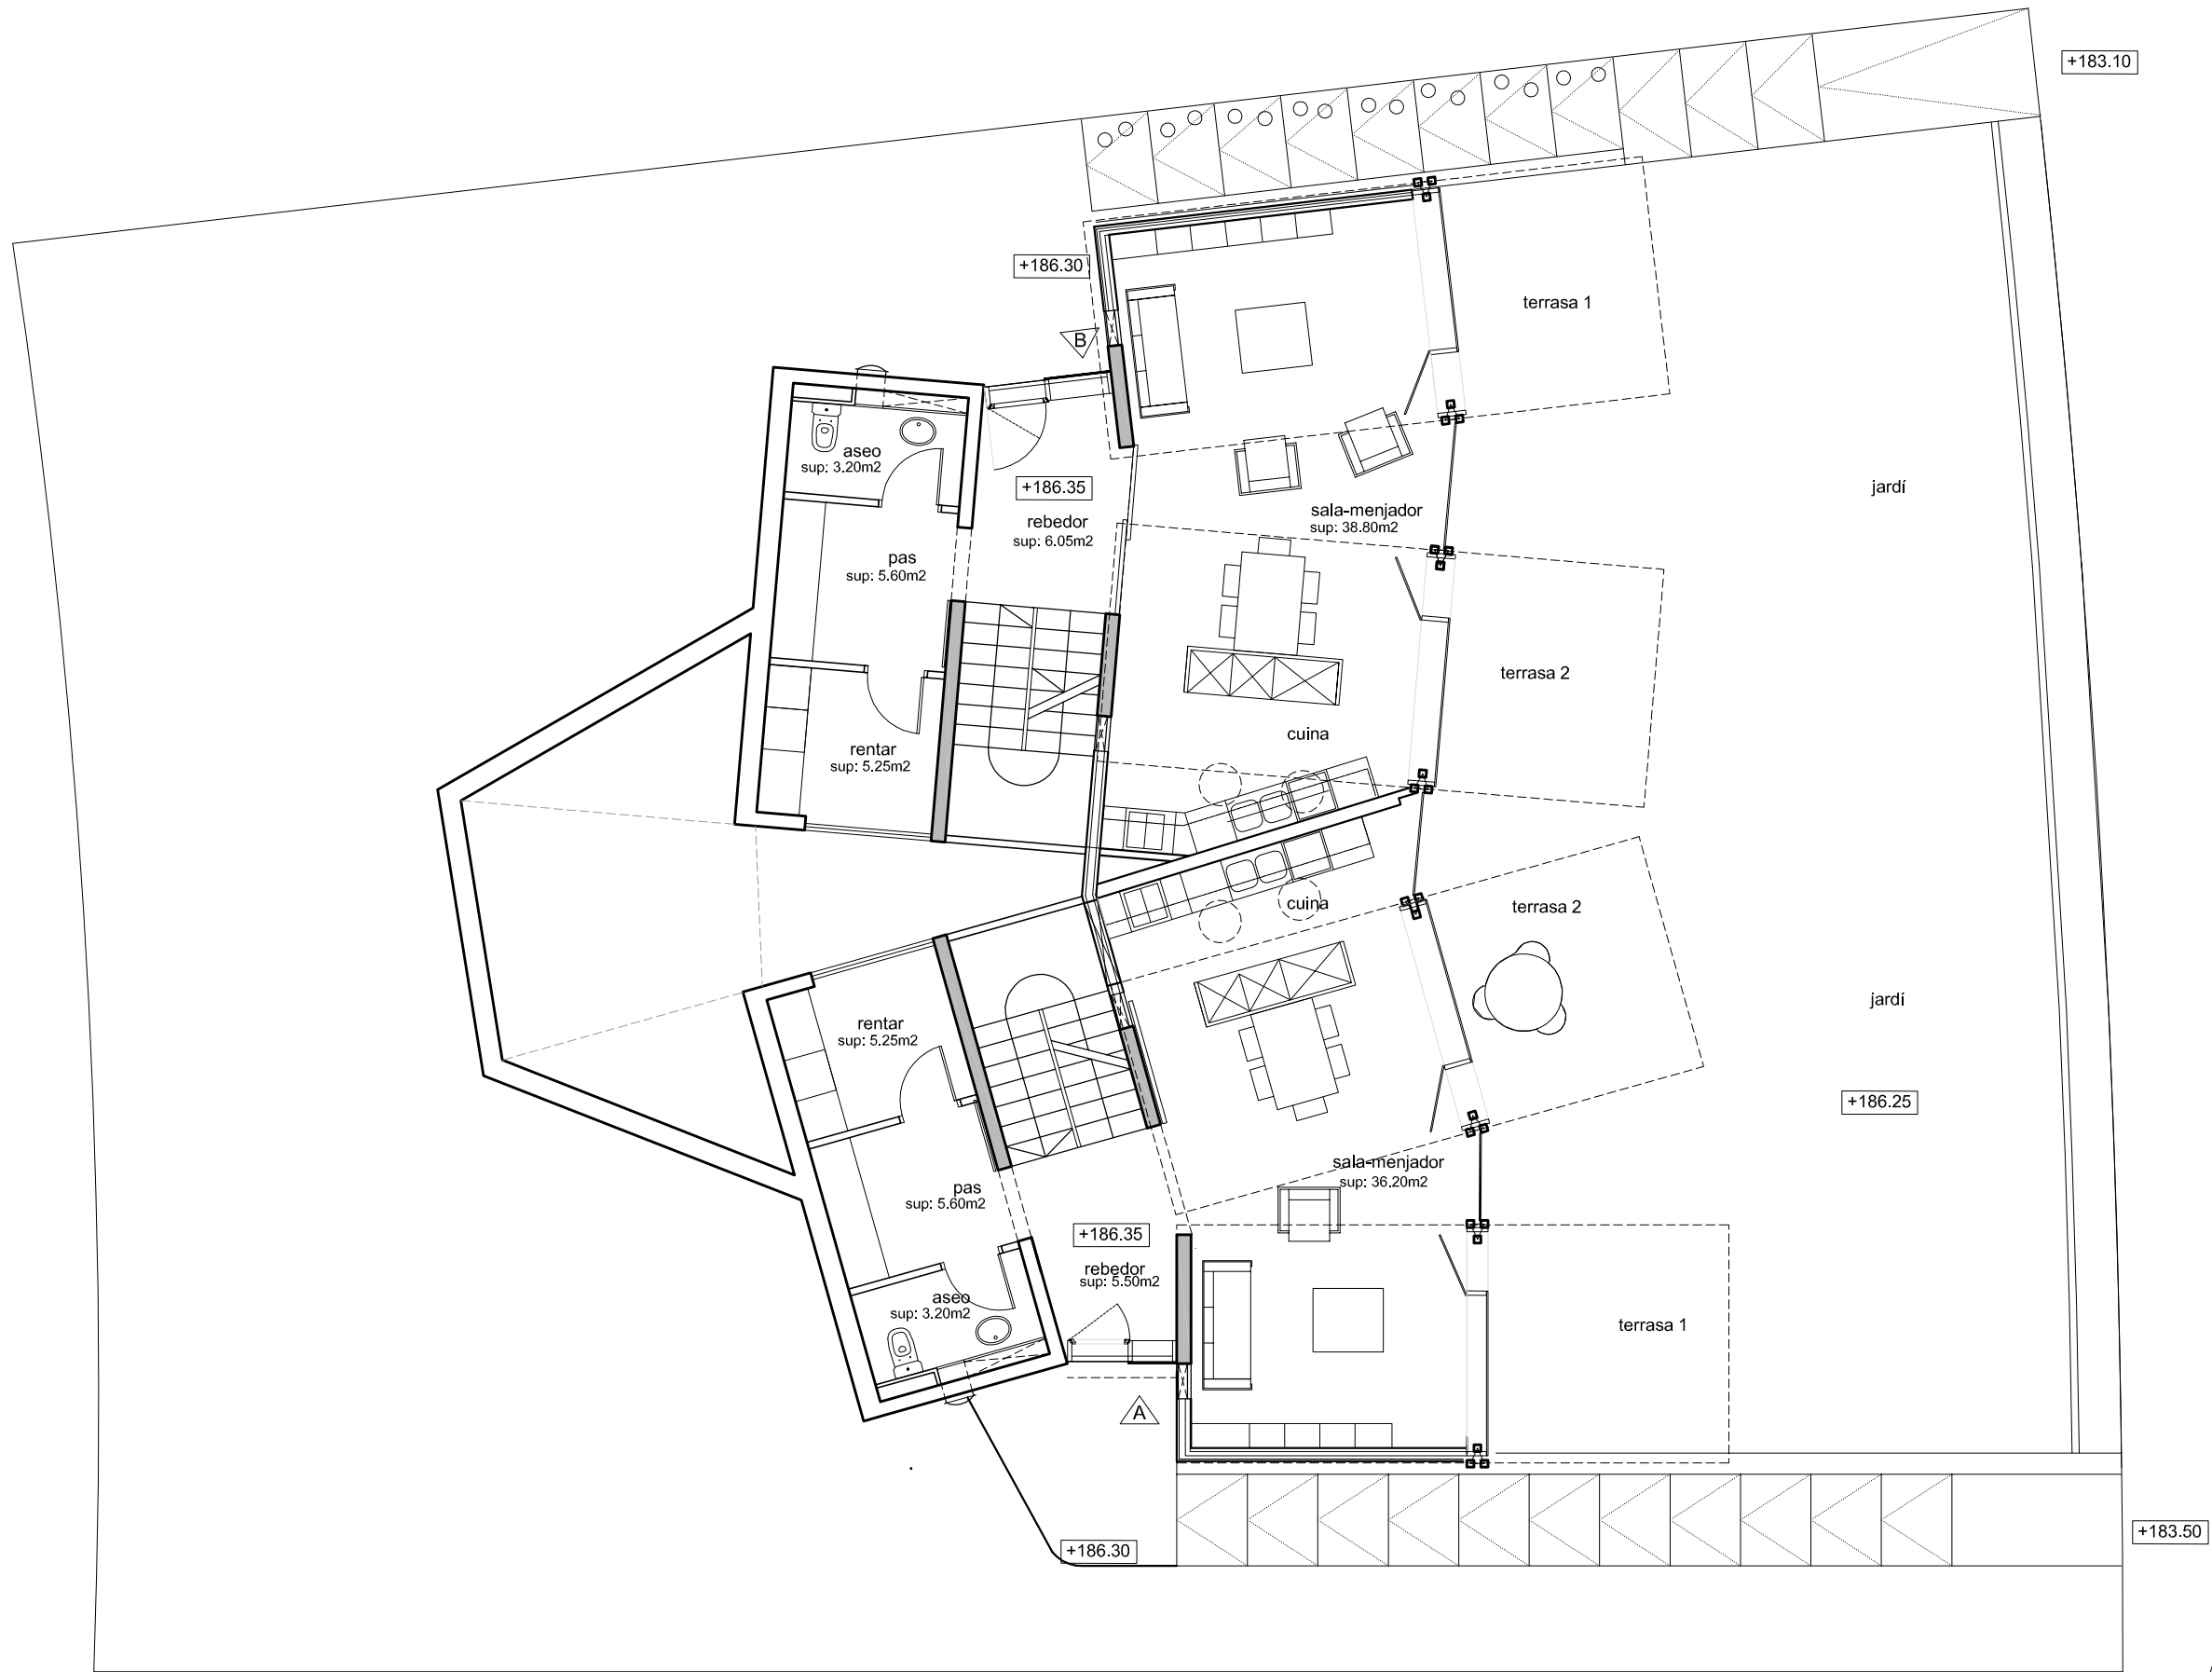 +183.10
+186.30
terrasa 1
B
aseo
sup: 3.20m2
+186.35
rebedor
sup: 6.05m2
sala-menjador
sup: 38.80m2
jardí
pas
sup: 5.60m2
terrasa 2
cuina
rentar
sup: 5.25m2
cuina
terrasa 2
jardí
rentar
sup: 5.25m2
+186.25
sala-menjador
sup: 36.20m2
pas
sup: 5.60m2
+186.35
rebedor
sup: 5.50m2
aseo
sup: 3.20m2
terrasa 1
A
+186.30
+183.50